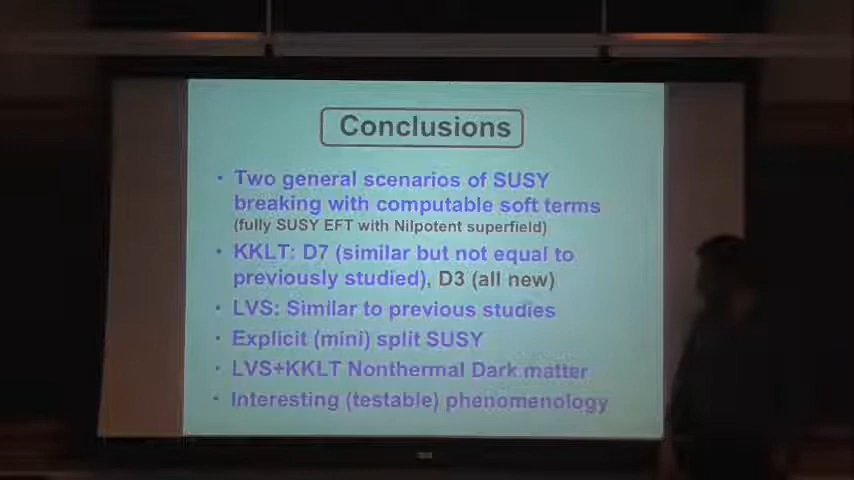 Conclusions
• Two general scenarios of SUSY
breaking with computable soft terms
(fully SUSY EFT with Nilpotent superfield)
• KKLT: D7 (similar but not equal to
previously studied), D3 (all new)
• LVS: Similar to previous studies
• Explicit (mini) split SUSY
• LVS+KKLT Nonthermal Dark matter
• Interesting (testable) phenomenology